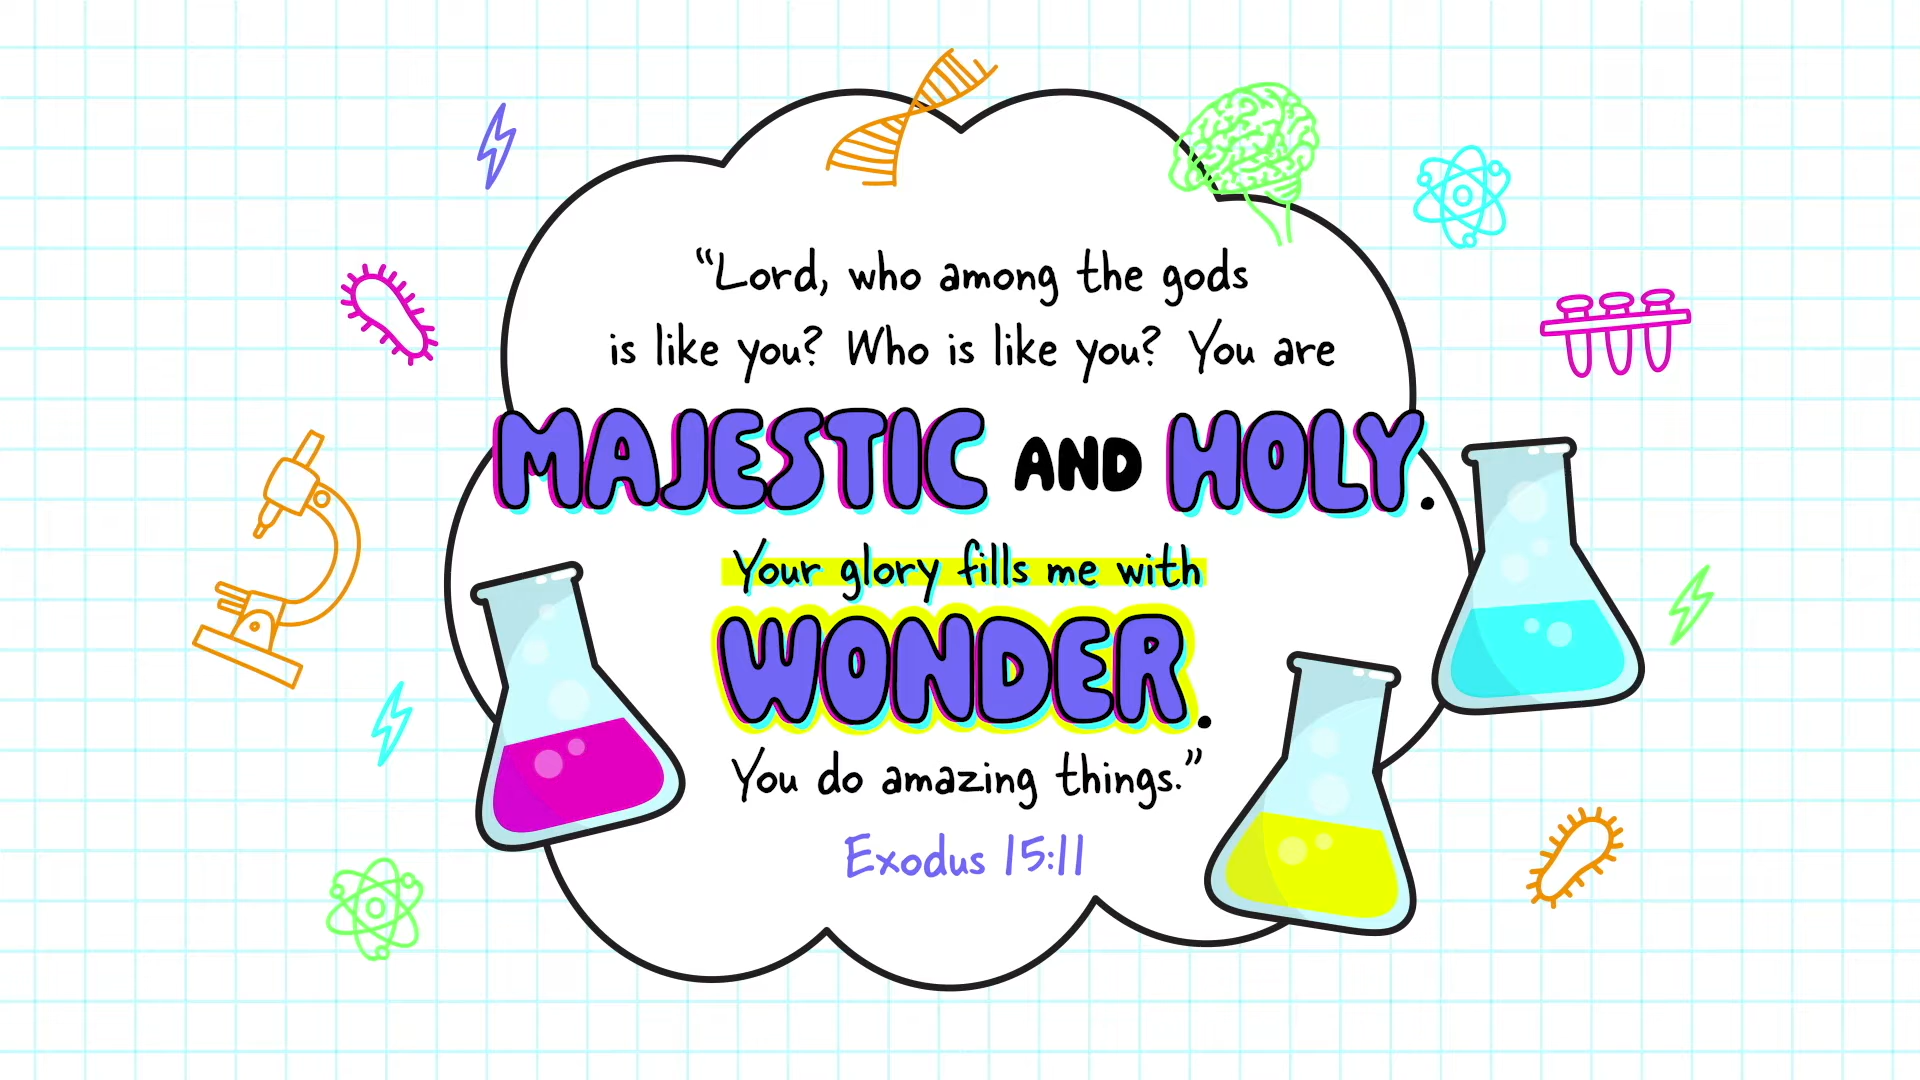 “Lord, who among the gods
is like you? Who is like you? You are
MAJESTIC AND HOLY.
Your glory fills me with
WONDER.
You do amazing things.”
Exodus 15:11